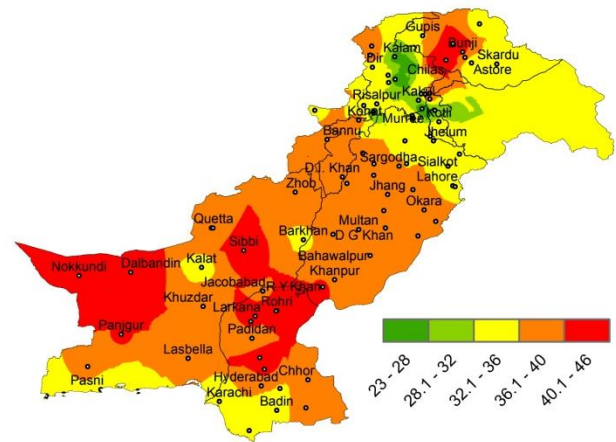 Gupis
Kalam
Bunji
Dir
Skardu
Chilas
Astore
Kakul
Risalpur
Kohat
Murree
Kotli
Bannu
Jhelum
Sargodha
Sialkot
D.I. Khan
Lahore
Zhob
Jhang
Okara
Quetta
Multan
Barkhan
D G Khan
Sibbi
Kalat
Bahawalpur
Nokkundi
Dalbandin
Khanpur
Jacobabad
R.Y.Khan
Khuzdar
Larkana
Rohri
Panjgur
Padidan
Lasbella
Pasni
Hyderabad
Chhor
Karachi
Badin
23 - 28
28.1 - 32
32.1 - 36
36.1 - 40
40.1 - 46